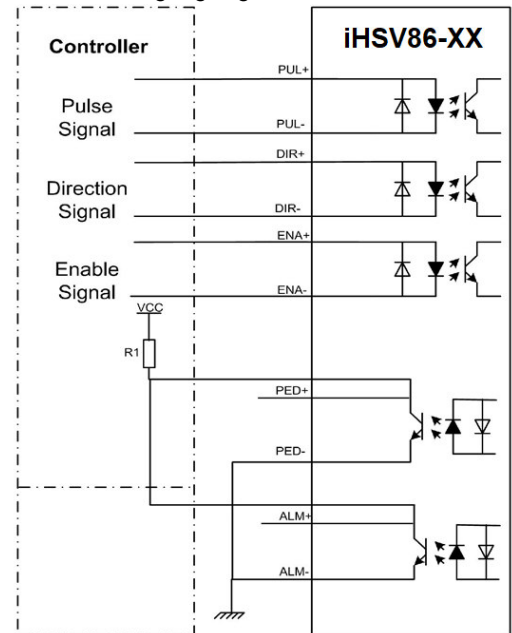 Controller
iHSV86-XX
PUL+
Pulse
Signal
PUL-
DIR+
Direction
Signal
DIR-
ENA+
Enable
Signal
ENA-
VCC
R1
PED+
PED-
ALM+
ALM-